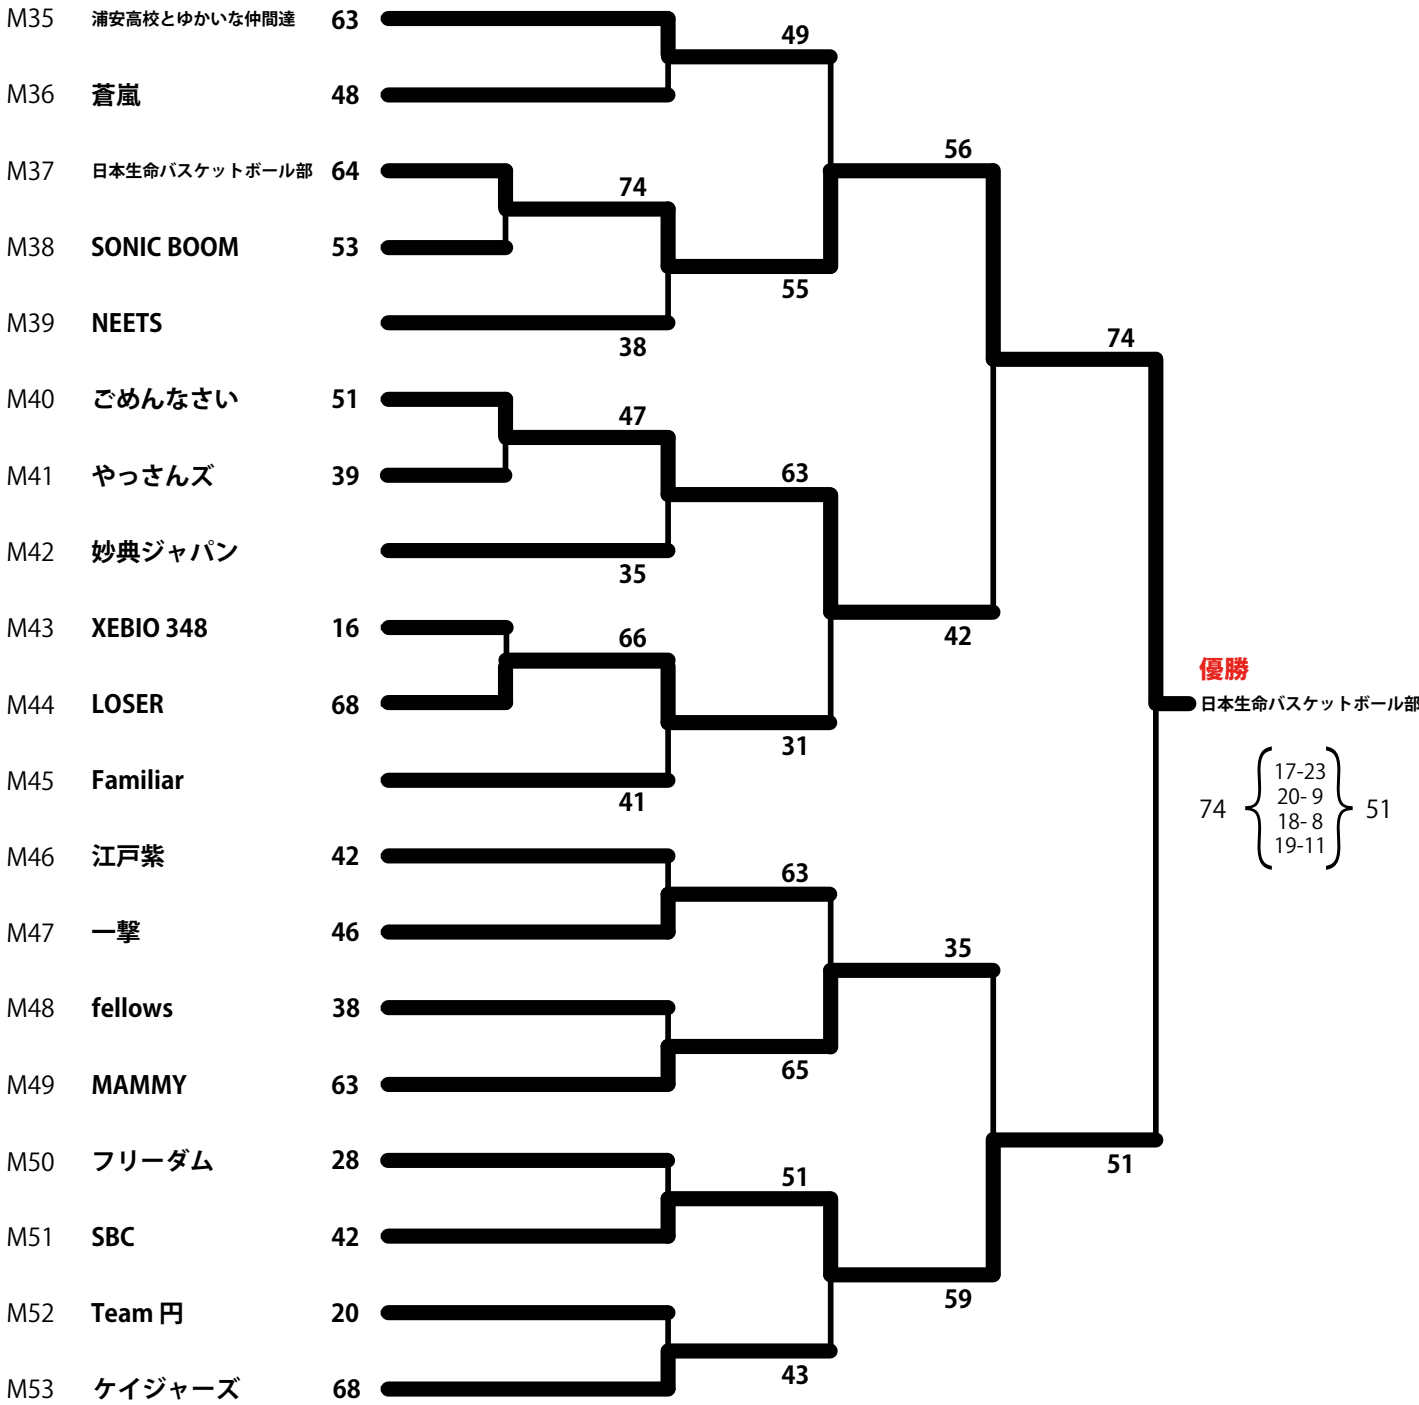 M35 浦安高校とゆかいな仲間達 63
49
M36 蒼嵐 48
56
M37 日本生命バスケットボール部 64
74
M38 SONIC BOOM 53
55
M39 NEETS
38
74
M40 ごめんなさい 51
47
M41 やっさんズ 39
63
M42 妙典ジャパン
35
M43 XEBIO 348 16
66
42
優勝
M44 LOSER 68
日本生命バスケットボール部
31
M45 Familiar
41
17-23
20- 9
74 51
18- 8
19-11
M46 江戸紫 42
63
M47 一撃 46
35
M48 fellows 38
65
M49 MAMMY 63
M50 フリーダム 28
51
51
M51 SBC 42
59
M52 Team 円 20
43
M53 ケイジャーズ 68